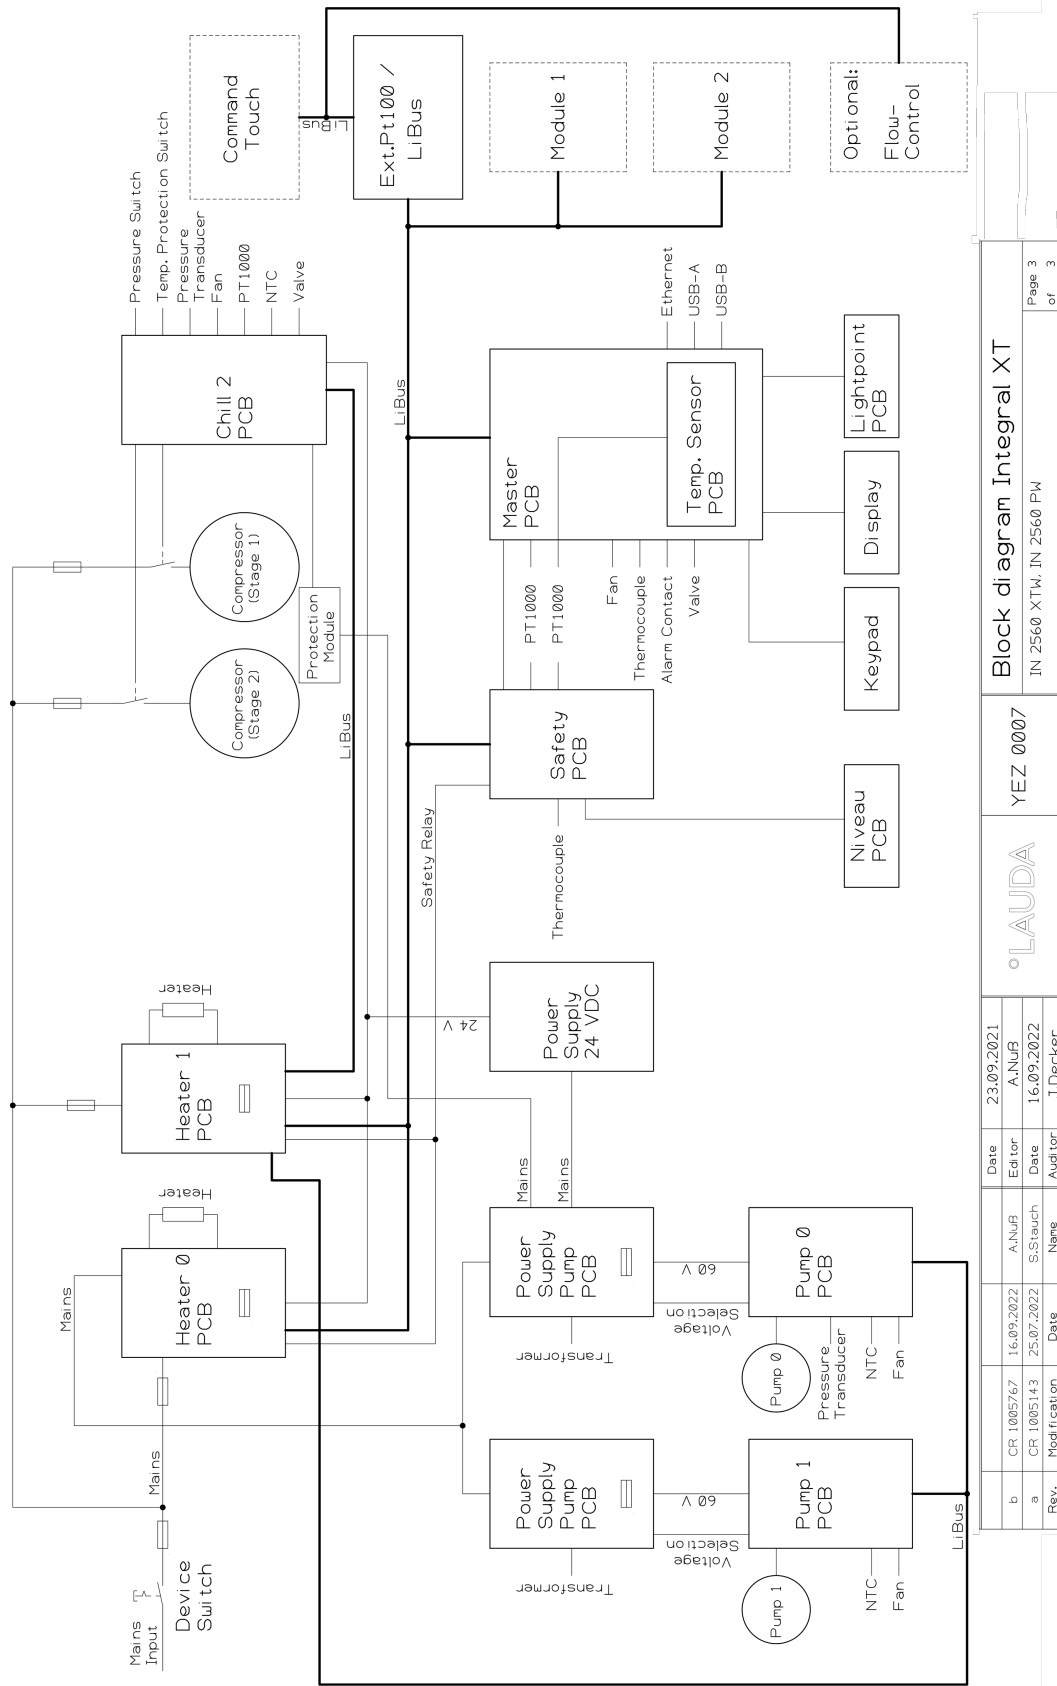 Mains
Input
Device
Switch
Mains
Mains
Heater 0
PCB
Heater
Heater 1
PCB
Heater
Compressor
(Stage 2)
Compressor
(Stage 1)
Protection
Module
Chill 2
PCB
Pressure Switch
Temp. Protection Switch
Pressure
Transducer
Fan
PT1000
NTC
Valve
Command
Touch
LiBus
LiBus
Ext.Pt100 /
LiBus
LiBus
LiBus
Safety Relay
24 V
Module 1
Module 2
Optional:
Flow-
Control
Transformer
Power
Supply
Pump
PCB
Transformer
Power
Supply
Pump
PCB
Mains
Mains
Power
Supply
24 VDC
Thermocouple
Safety
PCB
PT1000
PT1000
Fan
Thermocouple
Alarm Contact
Valve
Master
PCB
Temp. Sensor
PCB
Ethernet
USB-A
USB-B
Voltage
Selection
60 V
Voltage
Selection
60 V
Pump 1
Pump 1
PCB
NTC
Fan
Pump 0
Pressure
Transducer
NTC
Fan
Pump 0
PCB
LiBus
Niveau
PCB
Keypad
Display
Lightpoint
PCB
b
CR 1005767
16.09.2022
A.Nuß
a
CR 1005143
25.07.2022
S.Stauch
Rev.
Modification
Date
Name
Date
23.09.2021
Editor
A.Nuß
Date
16.09.2022
Auditor
J.Decker
°LAUDA
YEZ 0007
Block diagram Integral XT
IN 2560 XTW, IN 2560 PW
Page 3
of 3